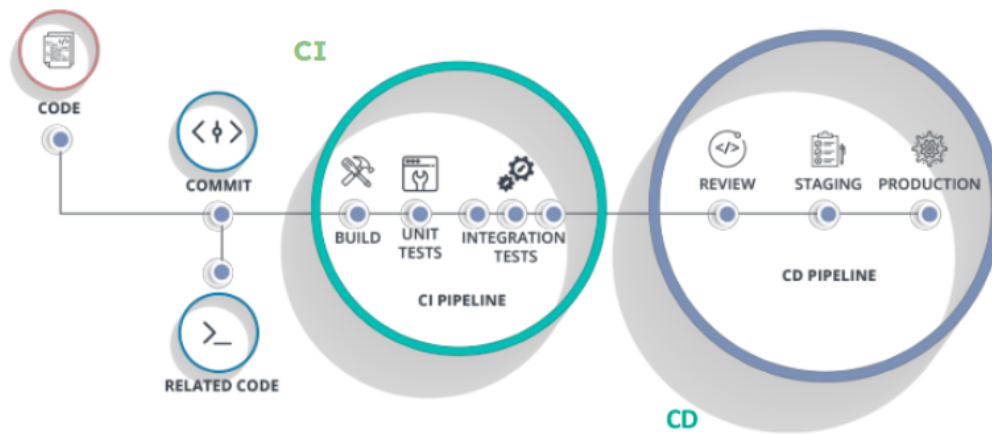 CI
CODE
COMMIT
RELATED CODE
BUILD
UNIT
TESTS
INTEGRATION
TESTS
CI PIPELINE
REVIEW
STAGING
PRODUCTION
CD PIPELINE
CD